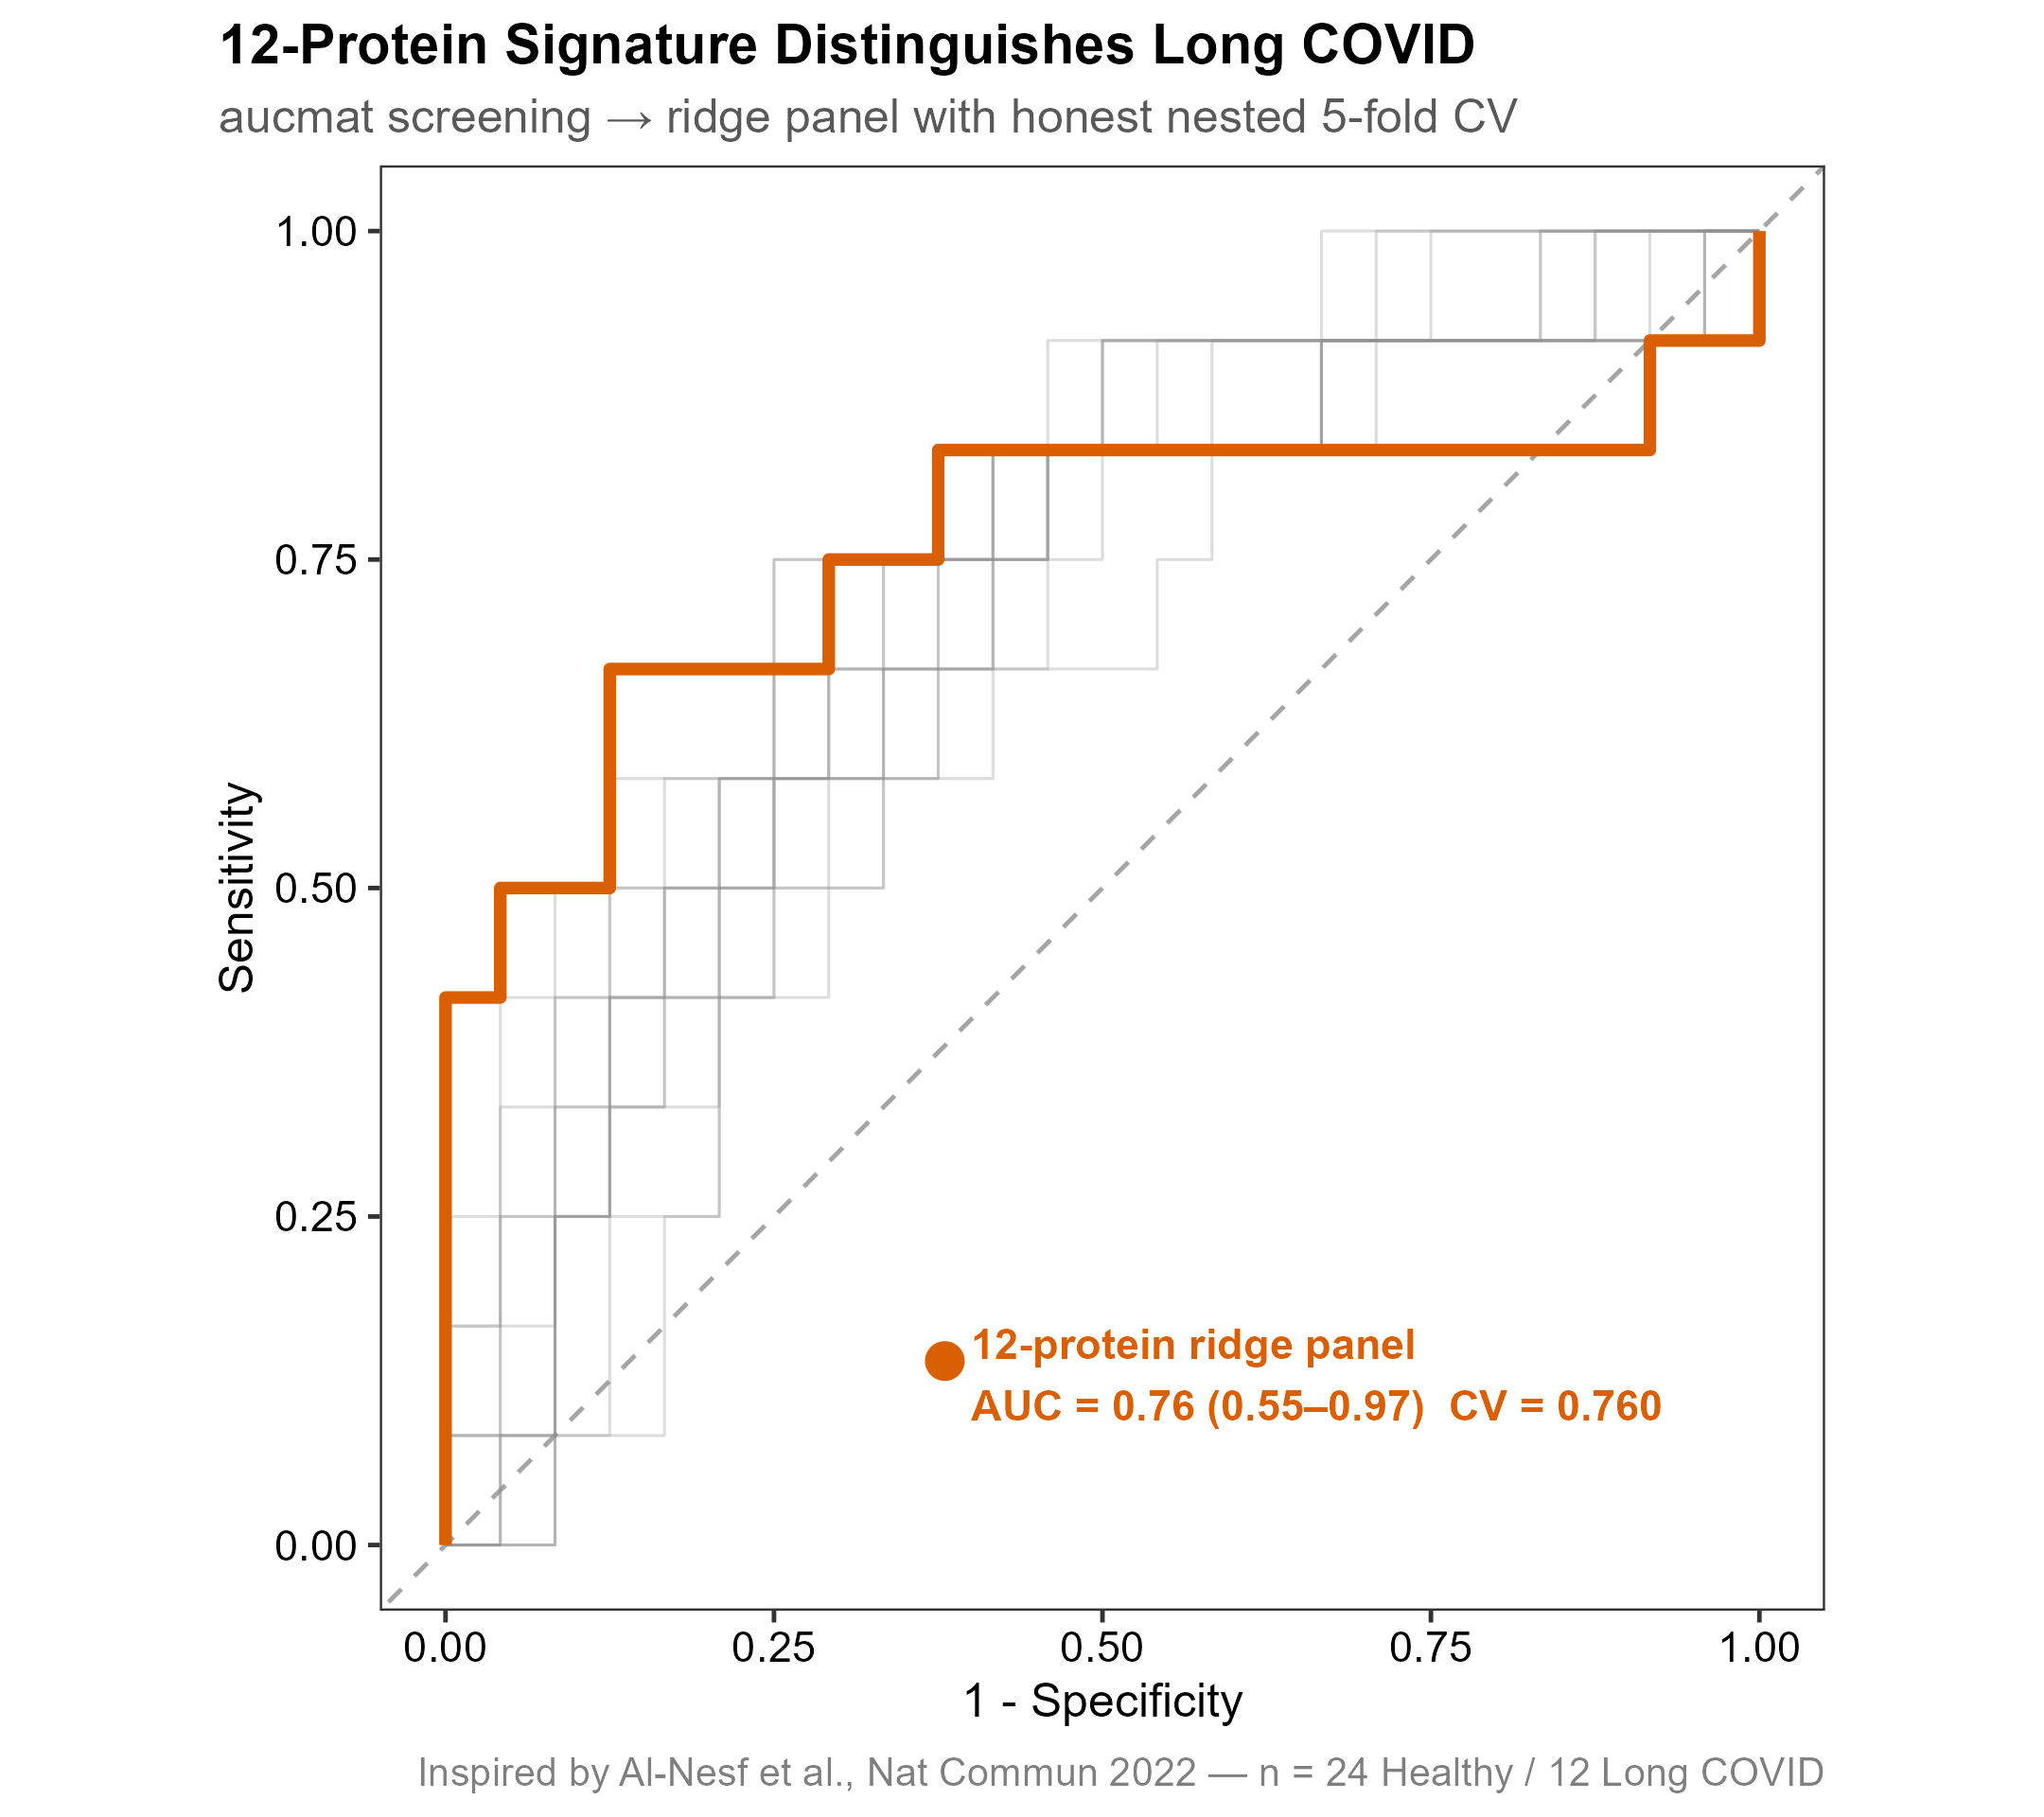 12-Protein Signature Distinguishes Long COVID
aucmat screening → ridge panel with honest nested 5-fold CV
1.00
0.75
0.50
0.25
0.00
Sensitivity
12-protein ridge panel
AUC = 0.76 (0.55–0.97)  CV = 0.760
0.00
0.25
0.50
0.75
1.00
1 - Specificity
Inspired by Al-Nesf et al., Nat Commun 2022 — n = 24 Healthy / 12 Long COVID